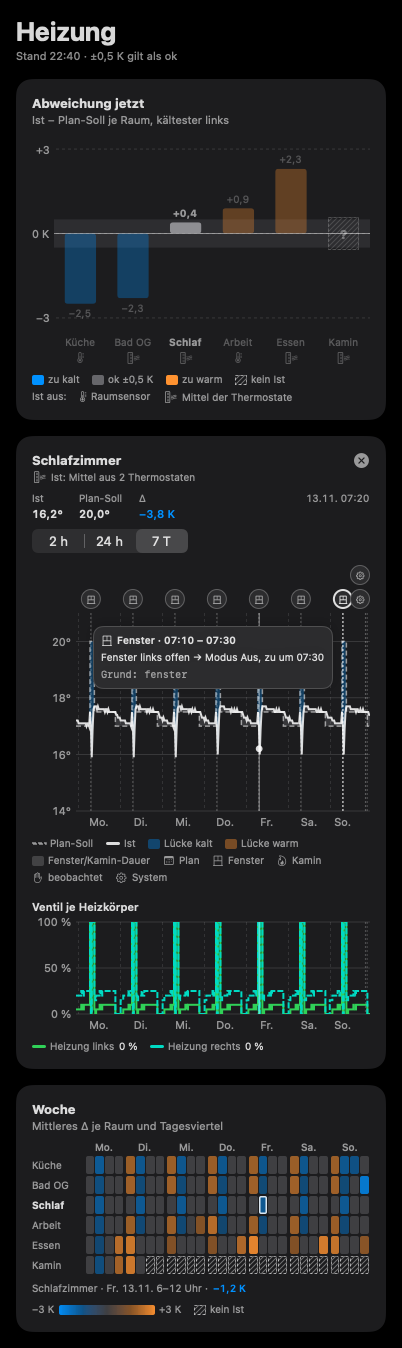 Heizung
Stand 22:40 · ±0,5 K gilt als ok
Abweichung jetzt
Ist – Plan-Soll je Raum, kältester links
+3
0 K
−3
−2,5
−2,3
+0,4
+0,9
+2,3
?
Küche Bad OG Schlaf Arbeit Essen Kamin
zu kalt ok ±0,5 K zu warm kein Ist
Ist aus: Raumsensor Mittel der Thermostate
Schlafzimmer
Ist: Mittel aus 2 Thermostaten
Ist Plan-Soll Δ 13.11. 07:20
16,2° 20,0° −3,8 K
2 h 24 h 7 T
20°
18°
16°
14°
Fenster · 07:10 – 07:30
Fenster links offen → Modus Aus, zu um 07:30
Grund: fenster
Mo. Di. Mi. Do. Fr. Sa. So.
Plan-Soll Ist Lücke kalt Lücke warm
Fenster/Kamin-Dauer Plan Fenster Kamin
beobachtet System
Ventil je Heizkörper
100 %
50 %
0 %
Mo. Di. Mi. Do. Fr. Sa. So.
Heizung links 0 % Heizung rechts 0 %
Woche
Mittleres Δ je Raum und Tagesviertel
Mo. Di. Mi. Do. Fr. Sa. So.
Küche
Bad OG
Schlaf
Arbeit
Essen
Kamin
Schlafzimmer · Fr. 13.11. 6–12 Uhr · −1,2 K
−3 K +3 K kein Ist